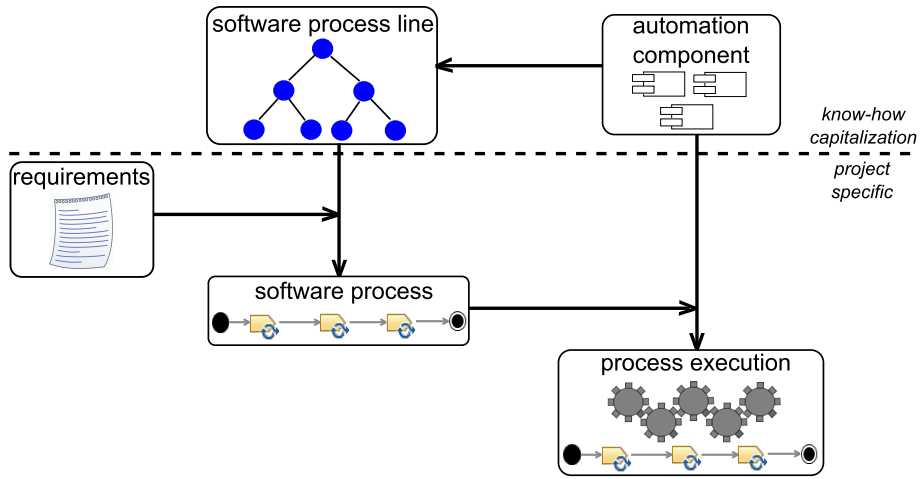 software process line
automation
component
know-how
capitalization
project
specific
requirements
software process
process execution